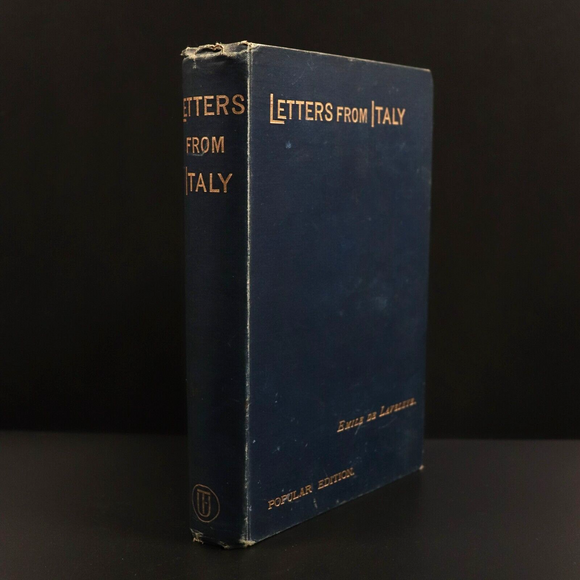 LETTERS
FROM
ITALY
LETTERS FROM ITALY
EMILE DE LAVELEYE.
POPULAR EDITION.